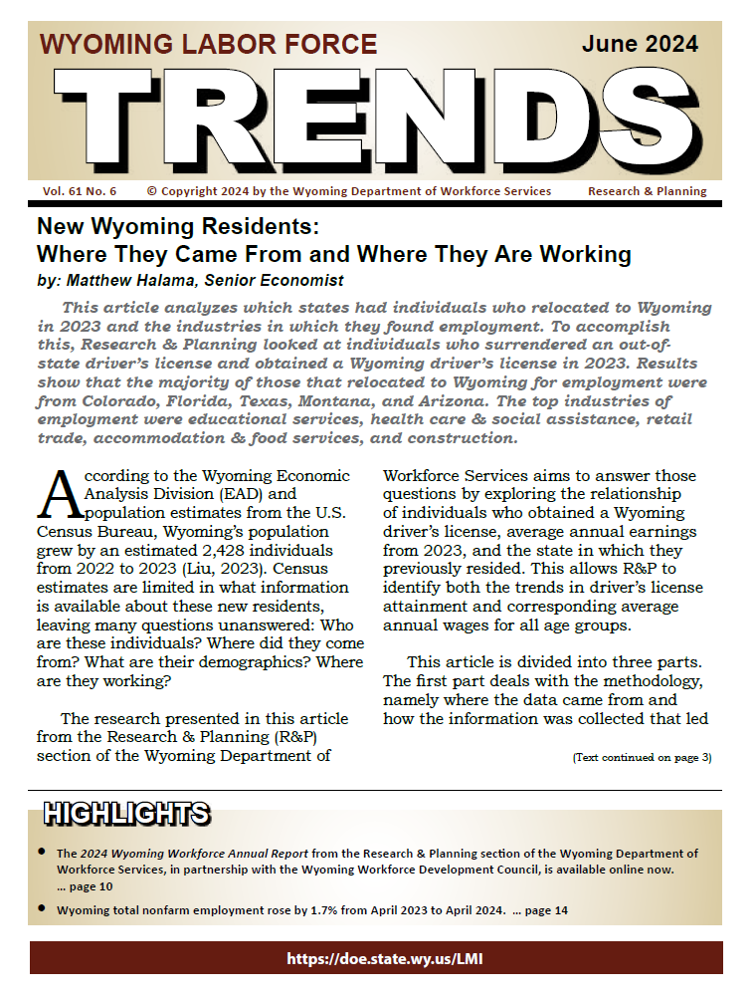 WYOMING LABOR FORCE
June 2024
TRENDS
Vol. 61 No. 6 © Copyright 2024 by the Wyoming Department of Workforce Services Research & Planning
New Wyoming Residents:
Where They Came From and Where They Are Working
by: Matthew Halama, Senior Economist
This article analyzes which states had individuals who relocated to Wyoming
in 2023 and the industries in which they found employment. To accomplish
this, Research & Planning looked at individuals who surrendered an out-of-
state driver's license and obtained a Wyoming driver's license in 2023. Results
show that the majority of those that relocated to Wyoming for employment were
from Colorado, Florida, Texas, Montana, and Arizona. The top industries of
employment were educational services, health care & social assistance, retail
trade, accommodation & food services, and construction.
According to the Wyoming Economic
Analysis Division (EAD) and
population estimates from the U.S.
Census Bureau, Wyoming's population
grew by an estimated 2,428 individuals
from 2022 to 2023 (Liu, 2023). Census
estimates are limited in what information
is available about these new residents,
leaving many questions unanswered: Who
are these individuals? Where did they come
from? What are their demographics? Where
are they working?
The research presented in this article
from the Research & Planning (R&P)
section of the Wyoming Department of
Workforce Services aims to answer those
questions by exploring the relationship
of individuals who obtained a Wyoming
driver's license, average annual earnings
from 2023, and the state in which they
previously resided. This allows R&P to
identify both the trends in driver's license
attainment and corresponding average
annual wages for all age groups.
This article is divided into three parts.
The first part deals with the methodology,
namely where the data came from and
how the information was collected that led
(Text continued on page 3)
HIGHLIGHTS
• The 2024 Wyoming Workforce Annual Report from the Research & Planning section of the Wyoming Department of
Workforce Services, in partnership with the Wyoming Workforce Development Council, is available online now.
... page 10
• Wyoming total nonfarm employment rose by 1.7% from April 2023 to April 2024. ... page 14
https://doe.state.wy.us/LMI